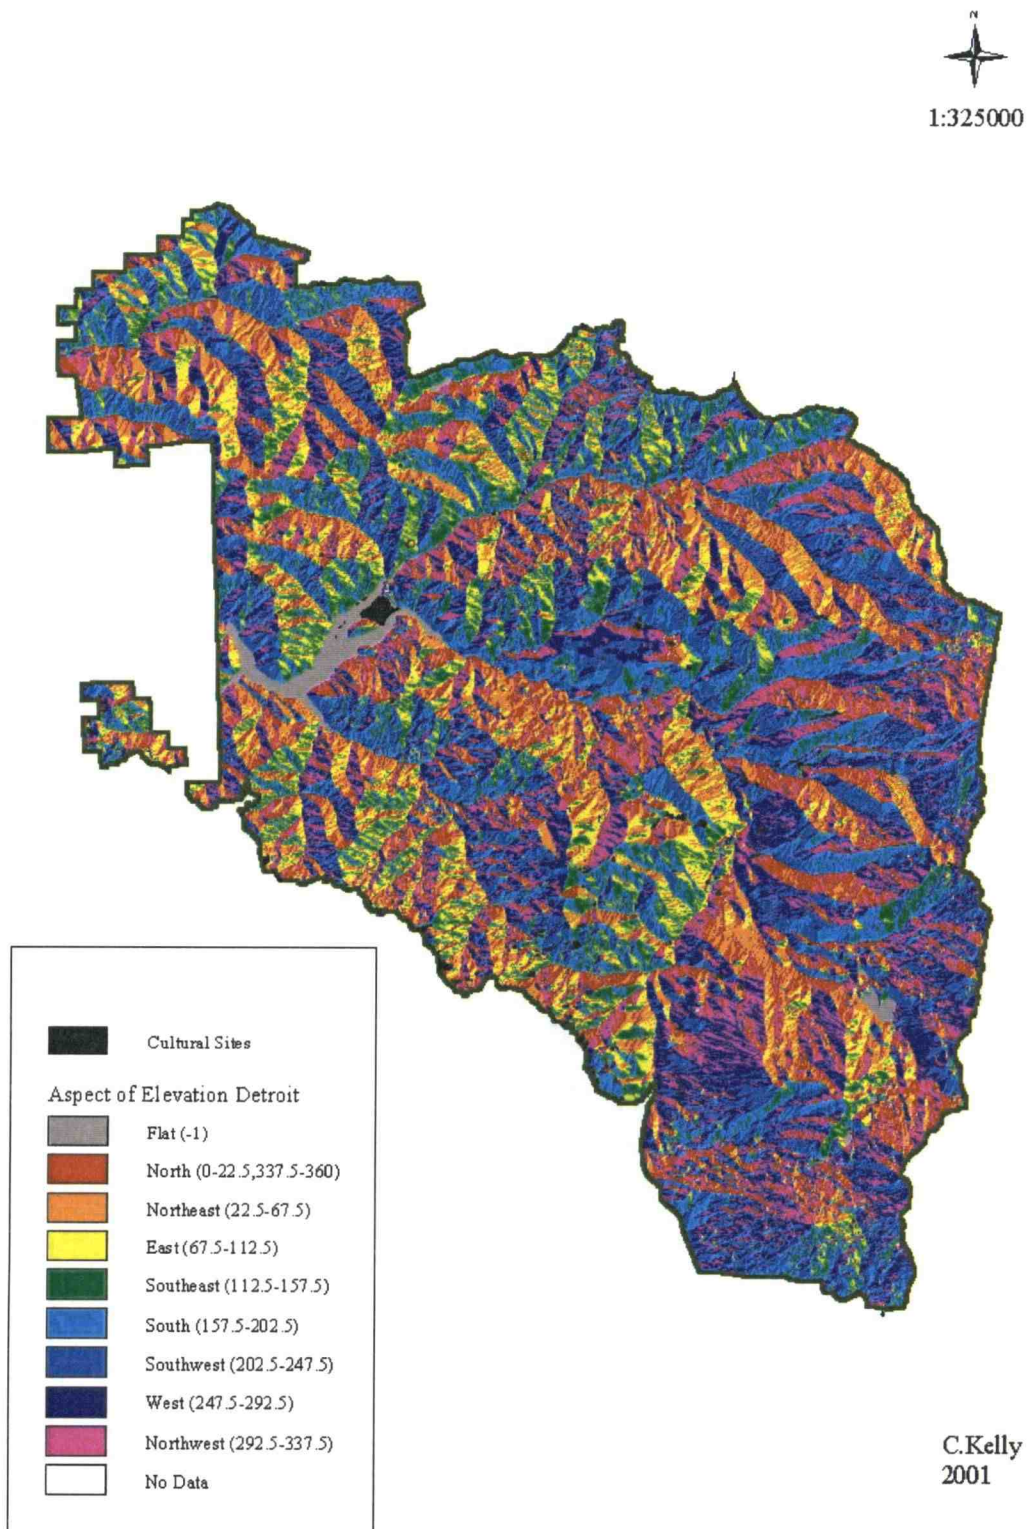 N
1:325000
Cultural Sites
Aspect of Elevation Detroit
Flat (-1)
North (0-22.5,337.5-360)
Northeast (22.5-67.5)
East (67.5-112.5)
Southeast (112.5-157.5)
South (157.5-202.5)
Southwest (202.5-247.5)
West (247.5-292.5)
Northwest (292.5-337.5)
No Data
C.Kelly
2001